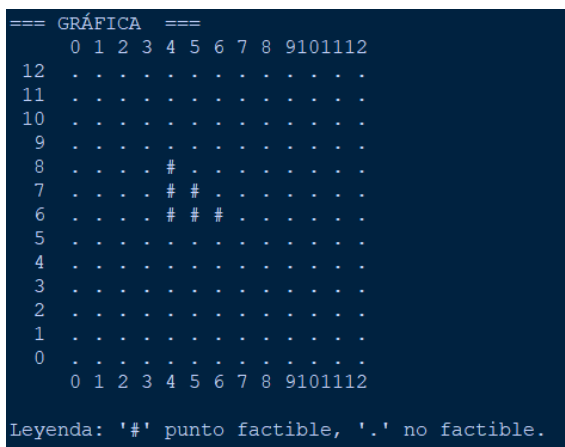 === GRÁFICA  ===
     0 1 2 3 4 5 6 7 8 9101112
 12  . . . . . . . . . . . . .
 11  . . . . . . . . . . . . .
 10  . . . . . . . . . . . . .
  9  . . . . . . . . . . . . .
  8  . . . . # . . . . . . . .
  7  . . . . # # . . . . . . .
  6  . . . . # # # . . . . . .
  5  . . . . . . . . . . . . .
  4  . . . . . . . . . . . . .
  3  . . . . . . . . . . . . .
  2  . . . . . . . . . . . . .
  1  . . . . . . . . . . . . .
  0  . . . . . . . . . . . . .
     0 1 2 3 4 5 6 7 8 9101112
Leyenda: '#' punto factible, '.' no factible.